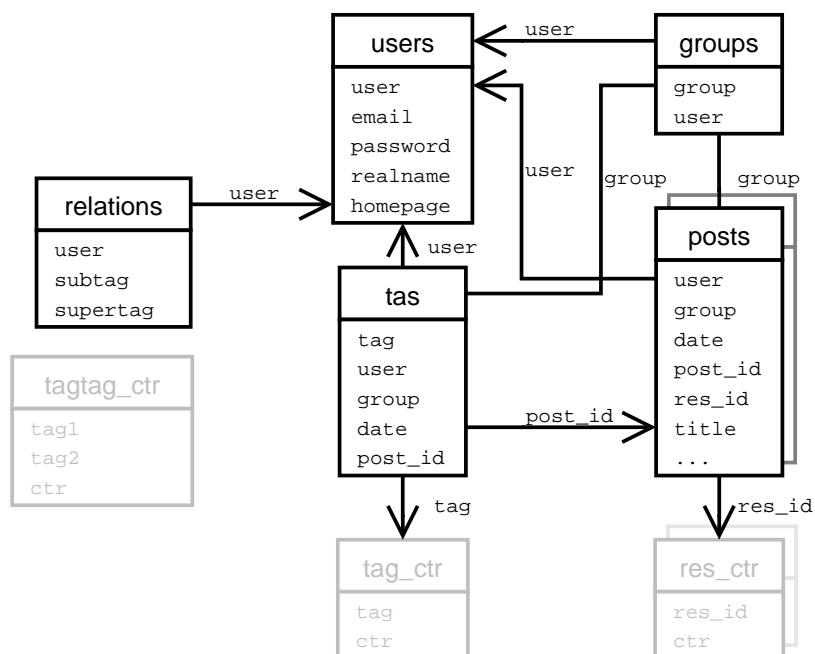 users
user
email
password
realname
homepage
user
groups
group
user
user
group
group
user
relations
user
subtag
supertag
user
tas
tag
user
group
date
post_id
post_id
posts
user
group
date
post_id
res_id
title
...
tagtag_ctr
tag1
tag2
ctr
tag
res_id
tag_ctr
tag
ctr
res_ctr
res_id
ctr